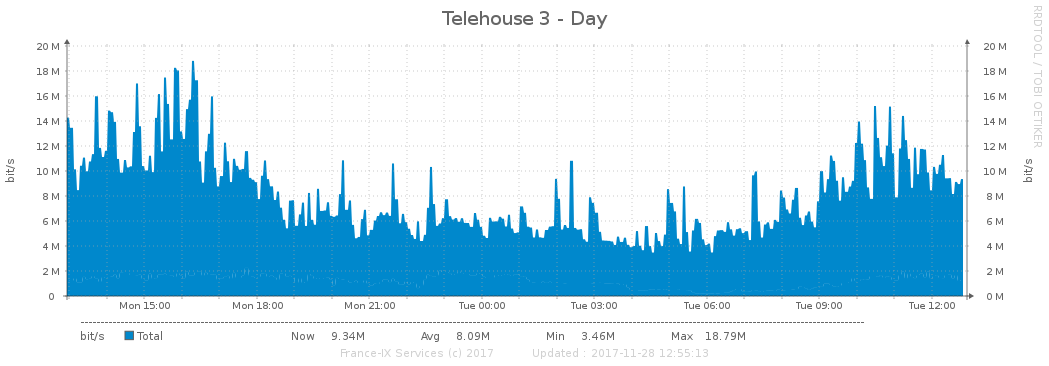 Telehouse 3 - Day
RRDTOOL / TOBI OETIKER
bit/s
20 M
18 M
16 M
14 M
12 M
10 M
8 M
6 M
4 M
2 M
0
20 M
18 M
16 M
14 M
12 M
10 M
8 M
6 M
4 M
2 M
0 M
bit/s
Mon 15:00 Mon 18:00 Mon 21:00 Tue 00:00 Tue 03:00 Tue 06:00 Tue 09:00 Tue 12:00
bit/s Total Now 9.34M Avg 8.09M Min 3.46M Max 18.79M
France-IX Services (c) 2017 Updated : 2017-11-28 12:55:13